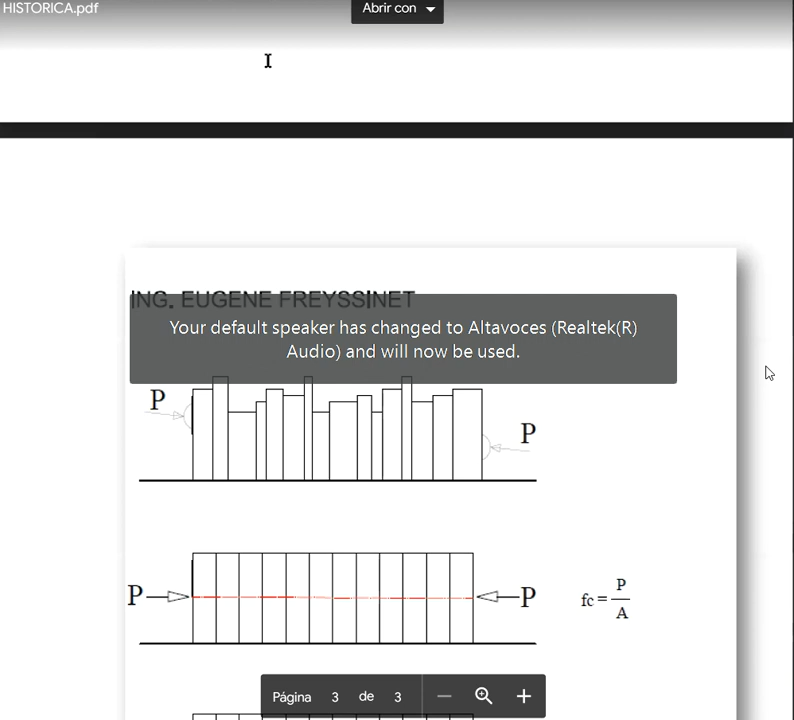 HISTORICA.pdf
Abrir con
ING. EUGENE FREYSSINET
Your default speaker has changed to Altavoces (Realtek(R)
Audio) and will now be used.
P
P
P
P
fc = P
A
Página 3 de 3